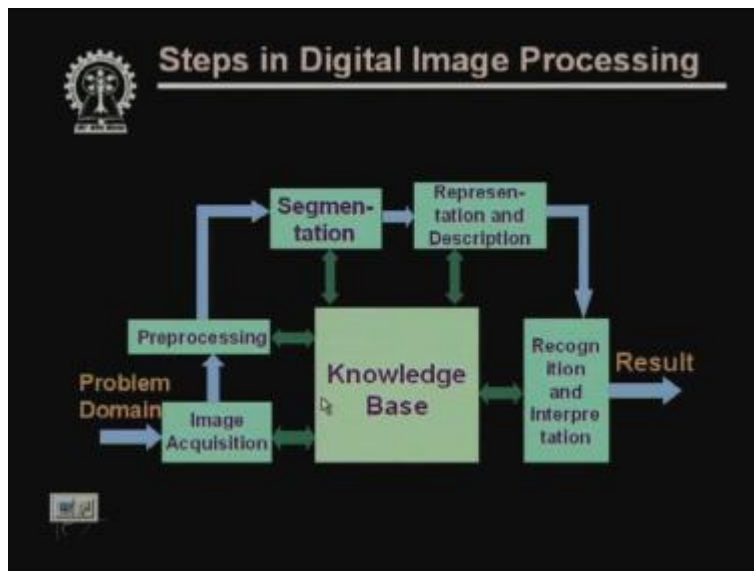 Steps in Digital Image Processing
Segmen-
tation
Represen-
tation and
Description
Preprocessing
Knowledge
Base
Recogn
ition
and
Interpre
tation
Result
Problem
Domain
Image
Acquisition